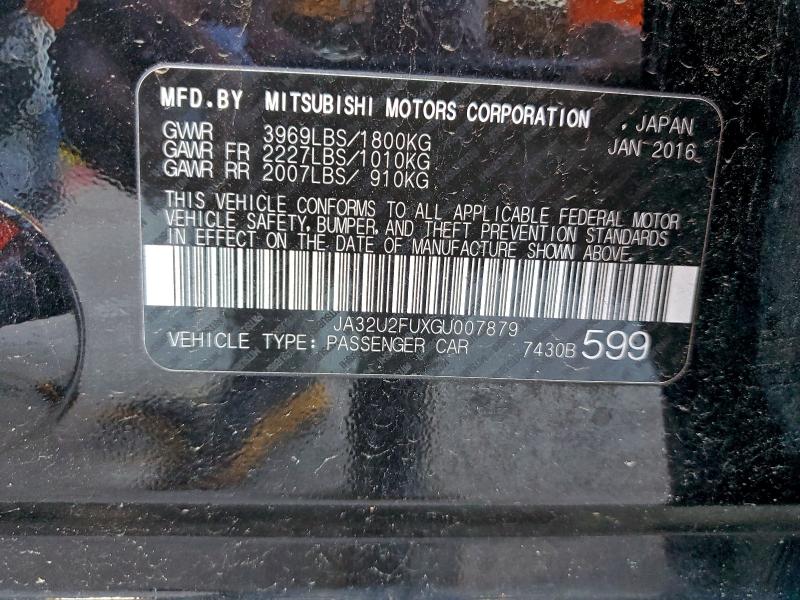 MFD.BY MITSUBISHI MOTORS CORPORATION
, JAPAN
GVWR 3969LBS/1800KG
JAN 2016
GAWR FR 2227LBS/1010KG
GAWR RR 2007LBS/ 910KG
THIS VEHICLE CONFORMS TO ALL APPLICABLE FEDERAL MOTOR
VEHICLE SAFETY, BUMPER, AND THEFT PREVENTION STANDARDS
IN EFFECT ON THE DATE OF MANUFACTURE SHOWN ABOVE.
JA32U2FUXGU007879
VEHICLE TYPE: PASSENGER CAR 7430B 599